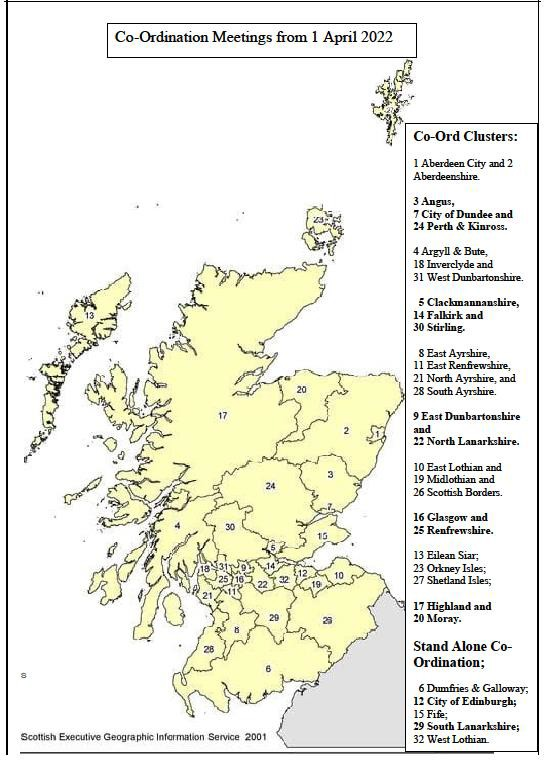 Co-Ordination Meetings from 1 April 2022
Co-Ord Clusters:
1 Aberdeen City and 2
Aberdeenshire.
3 Angus,
7 City of Dundee and
24 Perth & Kinross.
4 Argyll & Bute,
18 Inverclyde and
31 West Dunbartonshire.
5 Clackmannanshire,
14 Falkirk and
30 Stirling.
8 East Ayrshire,
11 East Renfrewshire,
21 North Ayrshire, and
28 South Ayrshire.
9 East Dunbartonshire
and
22 North Lanarkshire.
10 East Lothian and
19 Midlothian and
26 Scottish Borders.
16 Glasgow and
25 Renfrewshire.
13 Eilean Siar;
23 Orkney Isles;
27 Shetland Isles;
17 Highland and
20 Moray.
Stand Alone Co-
Ordination;
6 Dumfries & Galloway;
12 City of Edinburgh;
15 Fife;
29 South Lanarkshire;
32 West Lothian.
27
23
13
20
17
2
1
3
24
7
4
30
15
5
14
18 31 9
12 10
25 16 22 32 19
11
21
29 26
8
28
6
S
Scottish Executive Geographic Information Service 2001